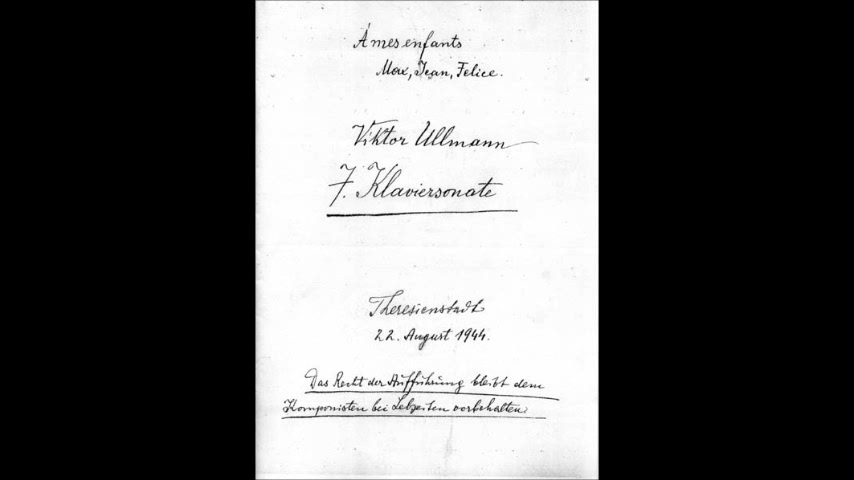 À mes enfants
Max, Jean, Felice.
Viktor Ullmann
7. Klaviersonate
Theresienstadt
22. August 1944.
Das Recht der Aufführung bleibt dem
Komponisten bei Lebzeiten vorbehalten.